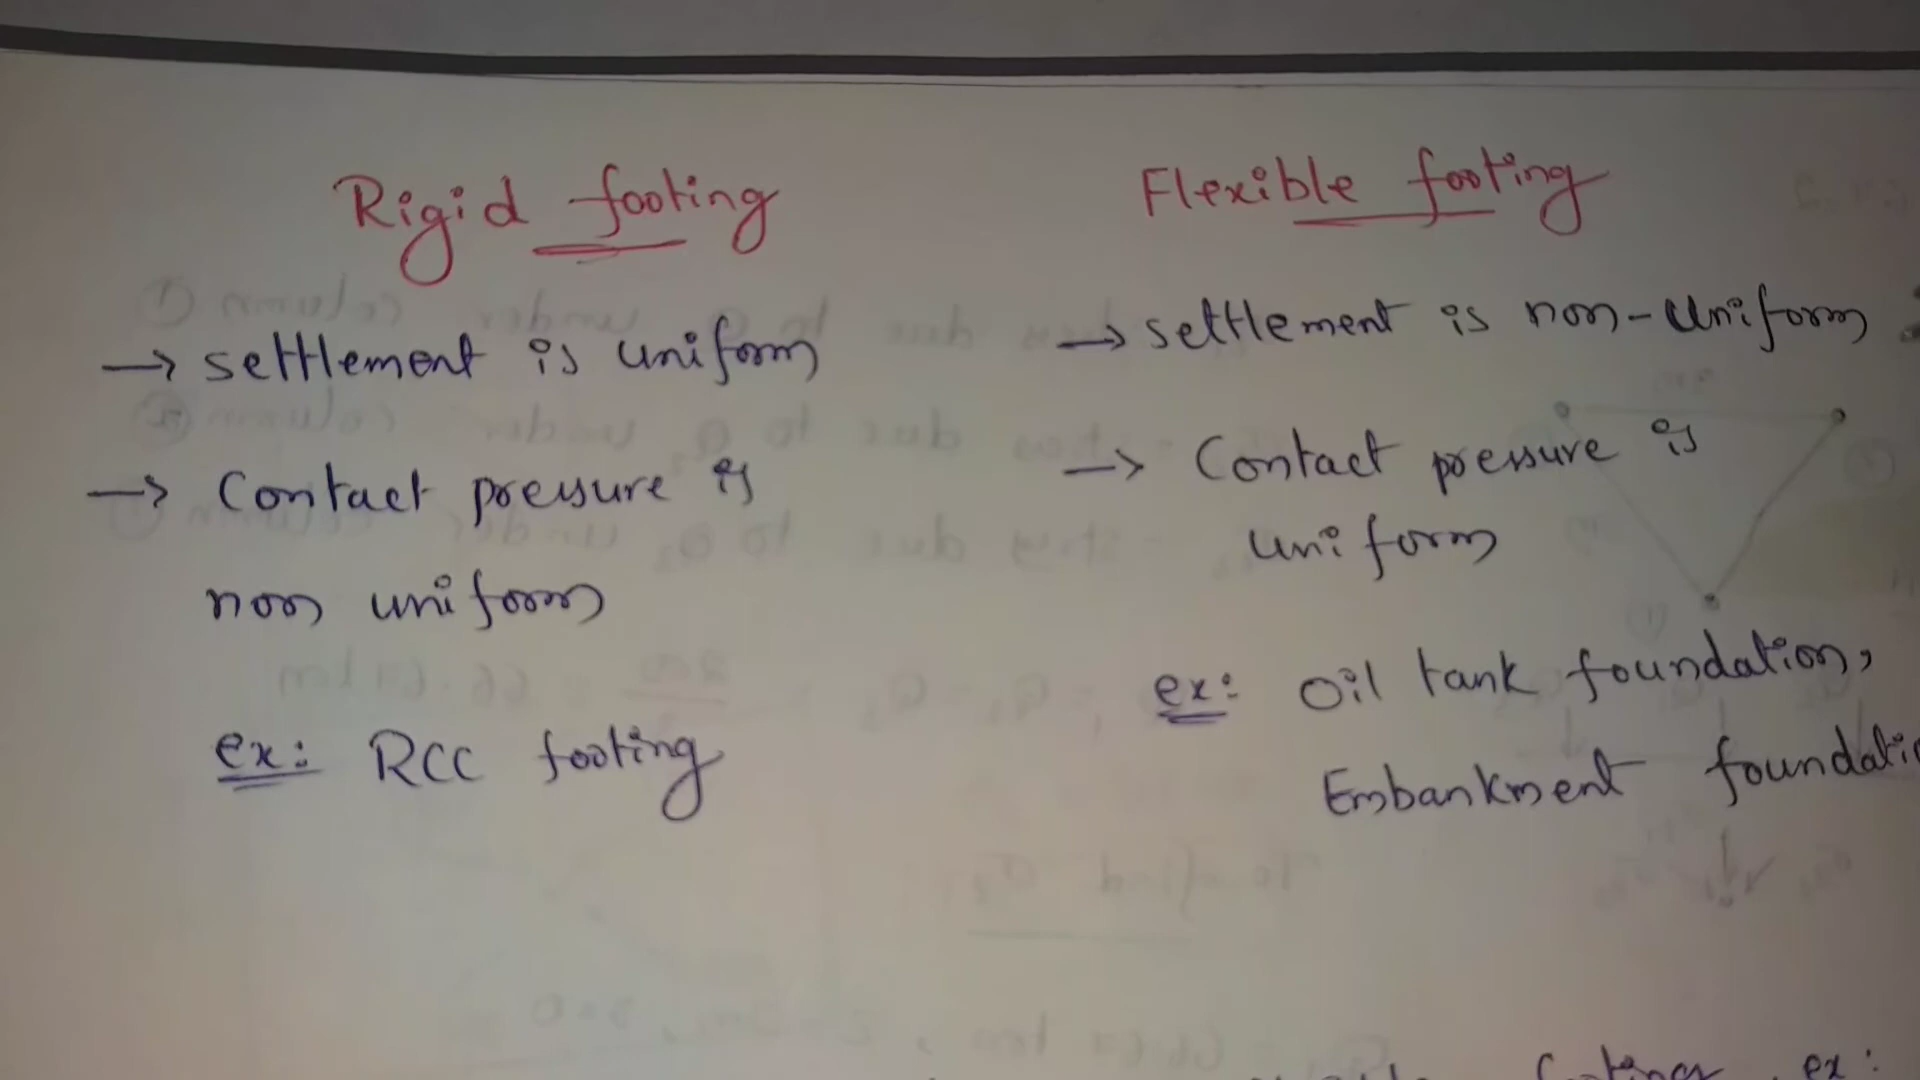 Rigid footing
→ settlement is uniform
→ Contact pressure is
non uniform
ex: RCC footing
Flexible footing
→ settlement is non-uniform
→ Contact pressure is
uniform
ex: Oil tank foundation,
Embankment
ex: